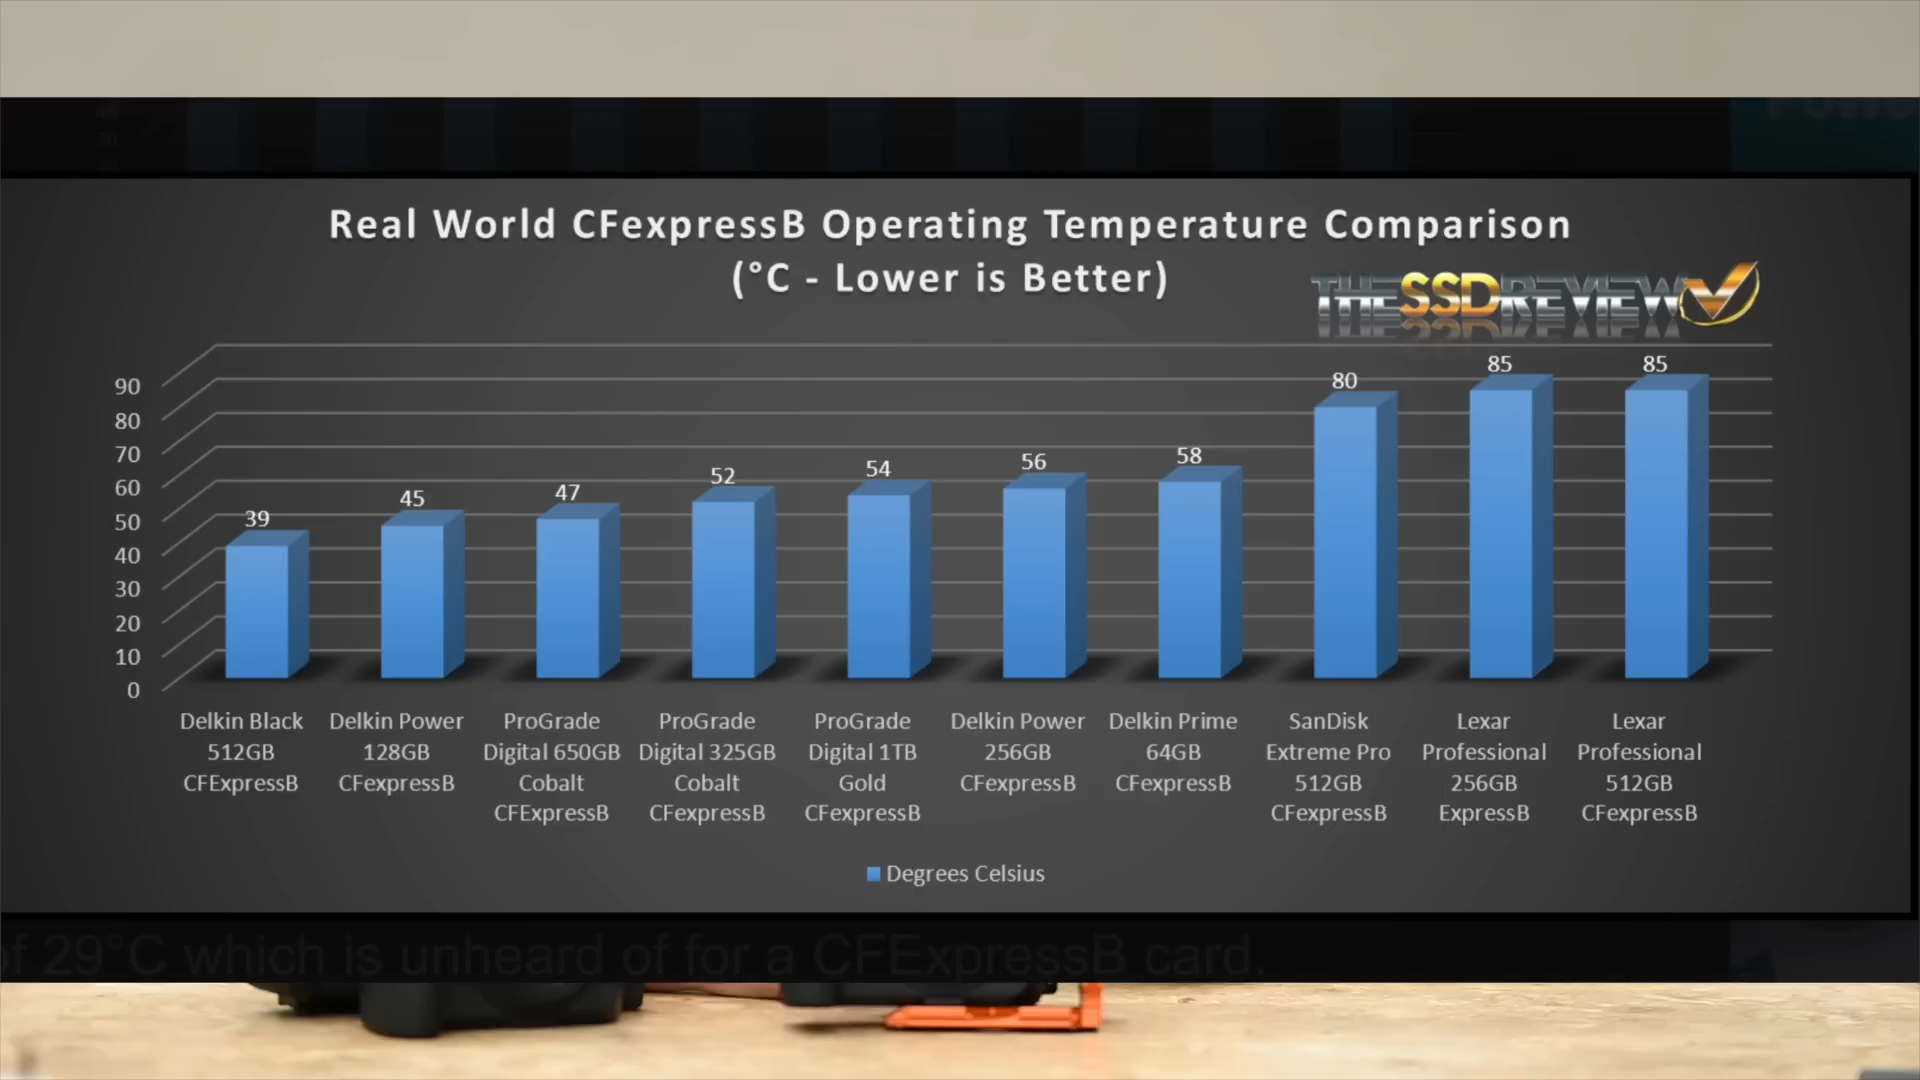 40
30
Real World CFexpressB Operating Temperature Comparison
(°C - Lower is Better)
THESSDREVIEW
90
80
70
60
50
40
30
20
10
0
39
45
47
52
54
56
58
80
85
85
Delkin Black
512GB
CFExpressB
Delkin Power
128GB
CFexpressB
ProGrade
Digital 650GB
Cobalt
CFExpressB
ProGrade
Digital 325GB
Cobalt
CFexpressB
ProGrade
Digital 1TB
Gold
CFexpressB
Delkin Power
256GB
CFexpressB
Delkin Prime
64GB
CFexpressB
SanDisk
Extreme Pro
512GB
CFexpressB
Lexar
Professional
256GB
ExpressB
Lexar
Professional
512GB
CFexpressB
Degrees Celsius
of 29°C which is unheard of for a CFExpressB card.